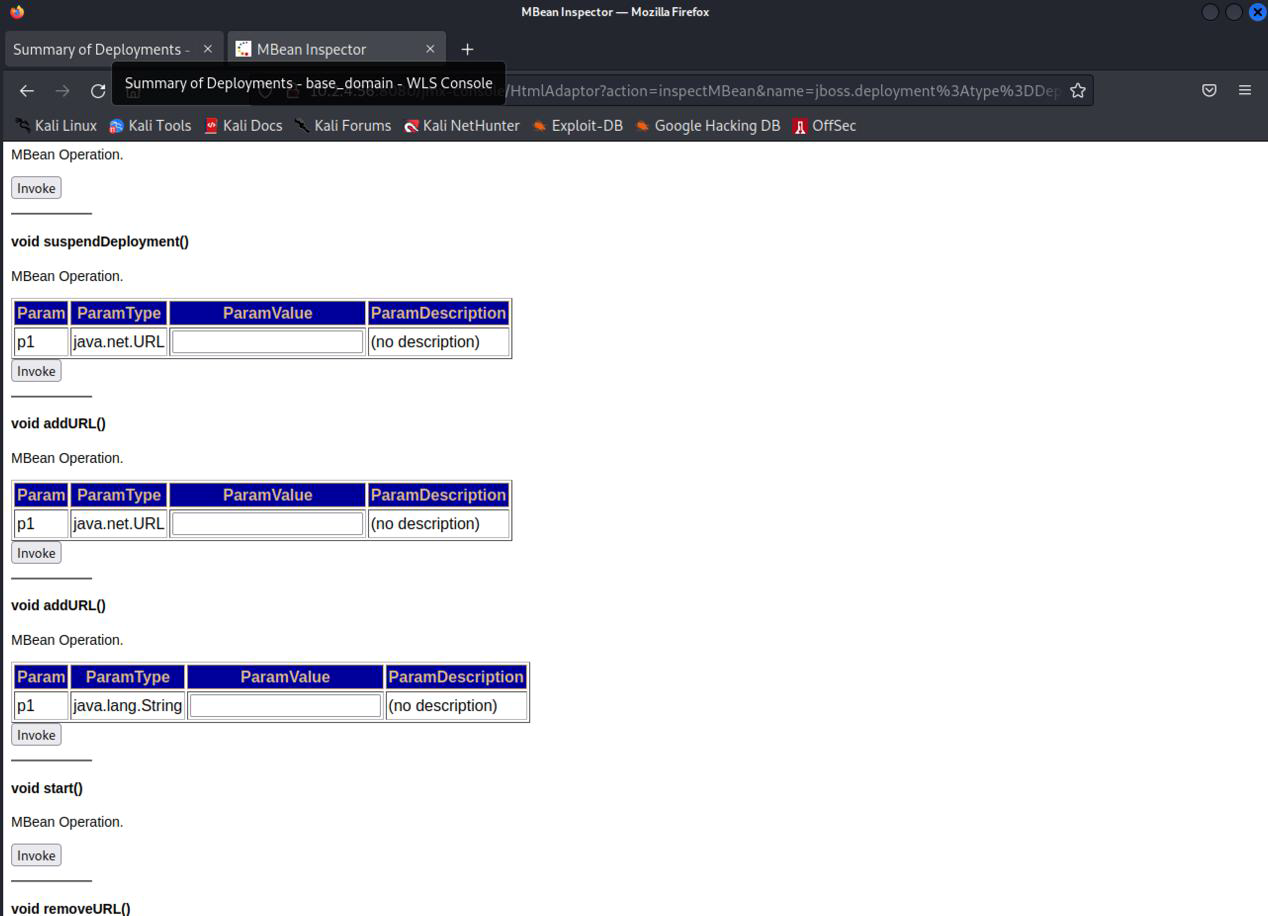 MBean Inspector — Mozilla Firefox
Summary of Deployments -
MBean Inspector
Summary of Deployments - base_domain - WLS Console
/HtmlAdaptor?action=inspectMBean&name=jboss.deployment%3Atype%3DDep
Kali Linux Kali Tools Kali Docs Kali Forums Kali NetHunter Exploit-DB Google Hacking DB OffSec
MBean Operation.
Invoke
void suspendDeployment()
MBean Operation.
Param ParamType ParamValue ParamDescription
p1 java.net.URL (no description)
Invoke
void addURL()
MBean Operation.
Param ParamType ParamValue ParamDescription
p1 java.net.URL (no description)
Invoke
void addURL()
MBean Operation.
Param ParamType ParamValue ParamDescription
p1 java.lang.String (no description)
Invoke
void start()
MBean Operation.
Invoke
void removeURL()